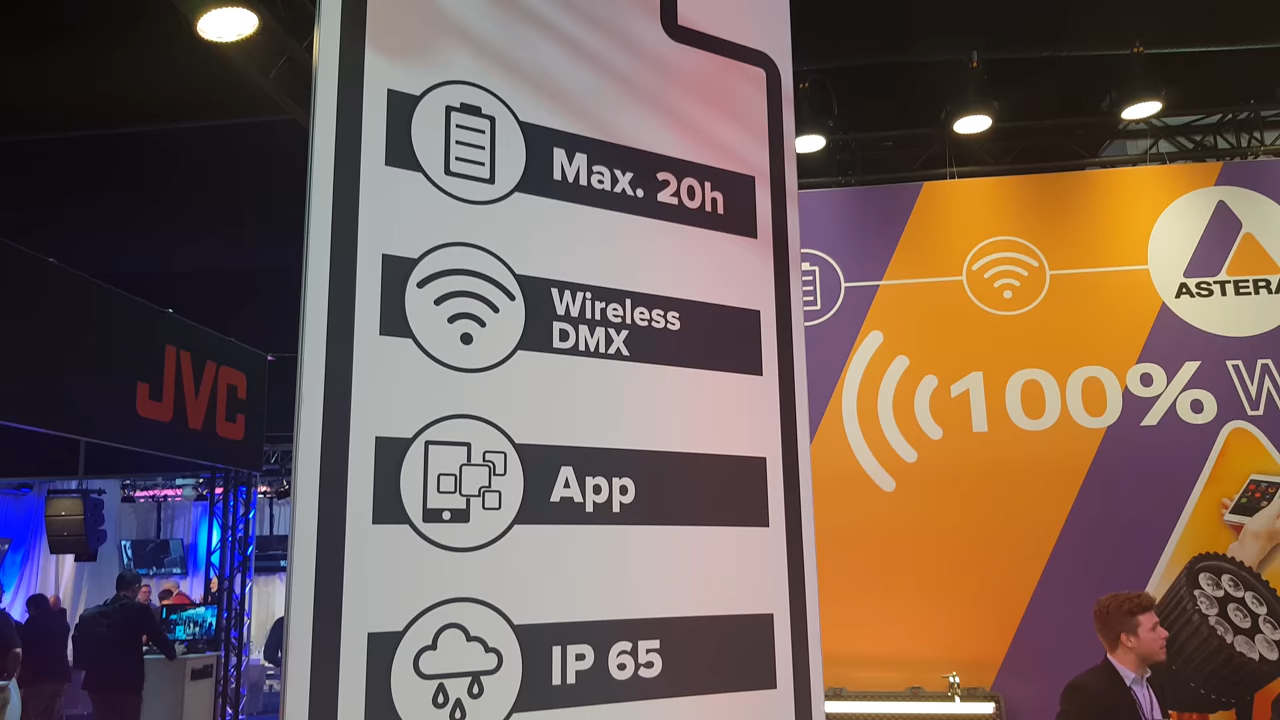 Max. 20h
Wireless
DMX
App
IP 65
JVC
ASTERA
100%